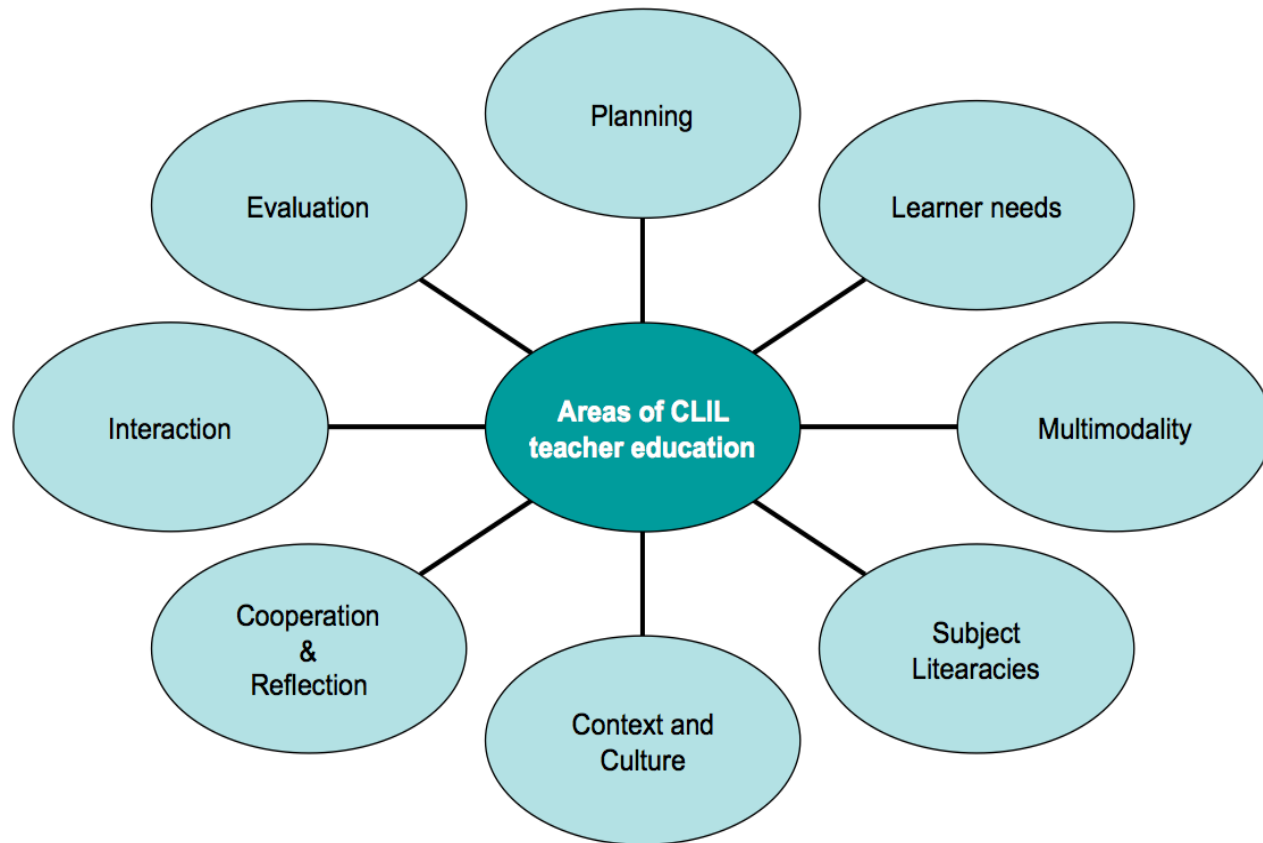 Planning
Evaluation
Learner needs
Areas of CLIL
teacher education
Interaction
Multimodality
Cooperation
&
Reflection
Subject
Litearacies
Context and
Culture